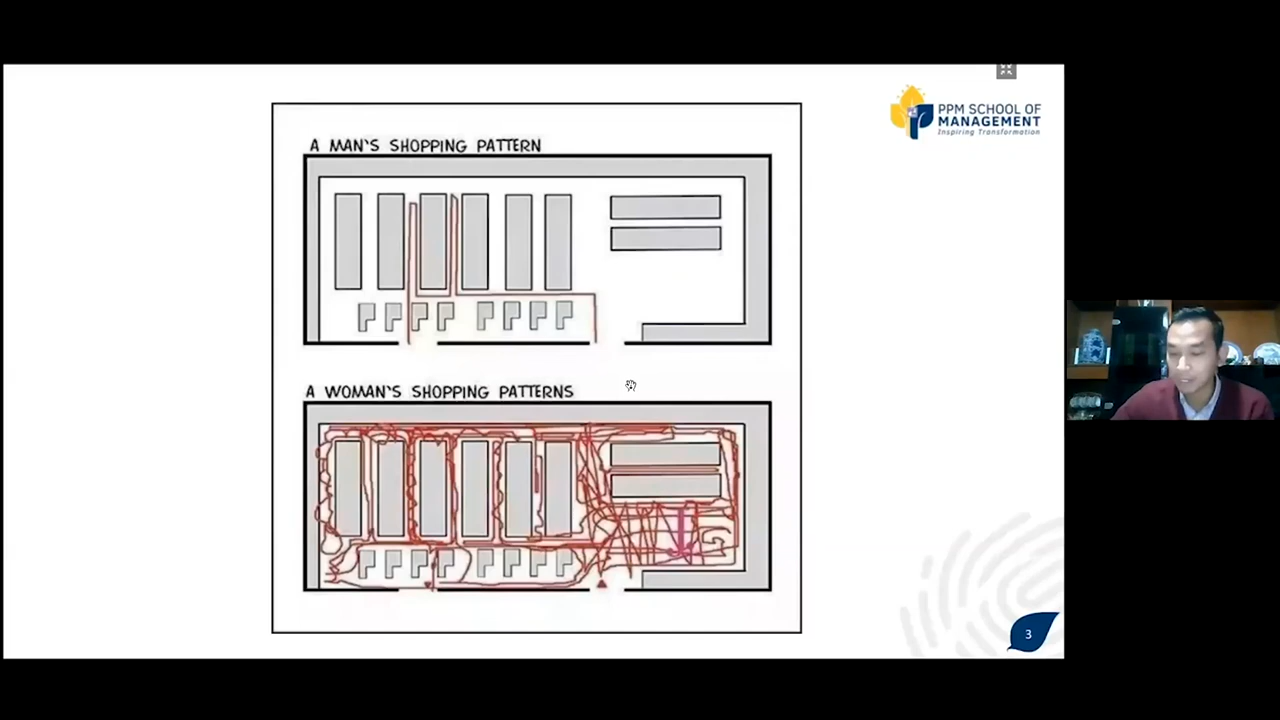 PPM SCHOOL OF
MANAGEMENT
Inspiring Transformation
A MAN'S SHOPPING PATTERN
A WOMAN'S SHOPPING PATTERNS
3